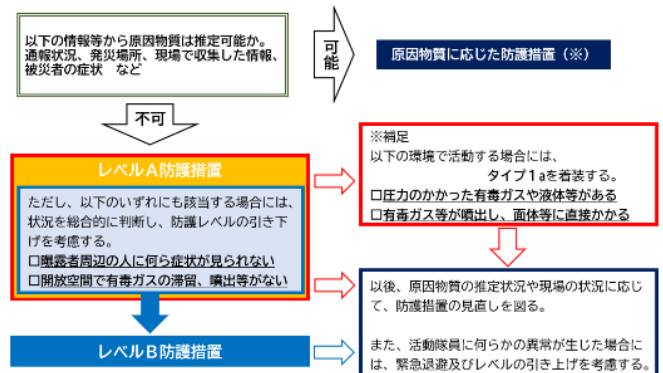 以下の情報等から原因物質は推定可能か。
通報状況、発災場所、現場で収集した情報、
被災者の症状　など
可能
原因物質に応じた防護措置（※）
不可
レベルＡ防護措置
ただし、以下のいずれにも該当する場合には、
状況を総合的に判断し、防護レベルの引き下
げを考慮する。
□曝露者周辺の人に何ら症状が見られない
□開放空間で有毒ガスの滞留、噴出等がない
※補足
以下の環境で活動する場合には、
タイプ１aを着装する。
□圧力のかかった有毒ガスや液体等がある
□有毒ガス等が噴出し、面体等に直接かかる
レベルＢ防護措置
以後、原因物質の推定状況や現場の状況に応じ
て、防護措置の見直しを図る。
また、活動隊員に何らかの異常が生じた場合に
は、緊急退避及びレベルの引き上げを考慮する。